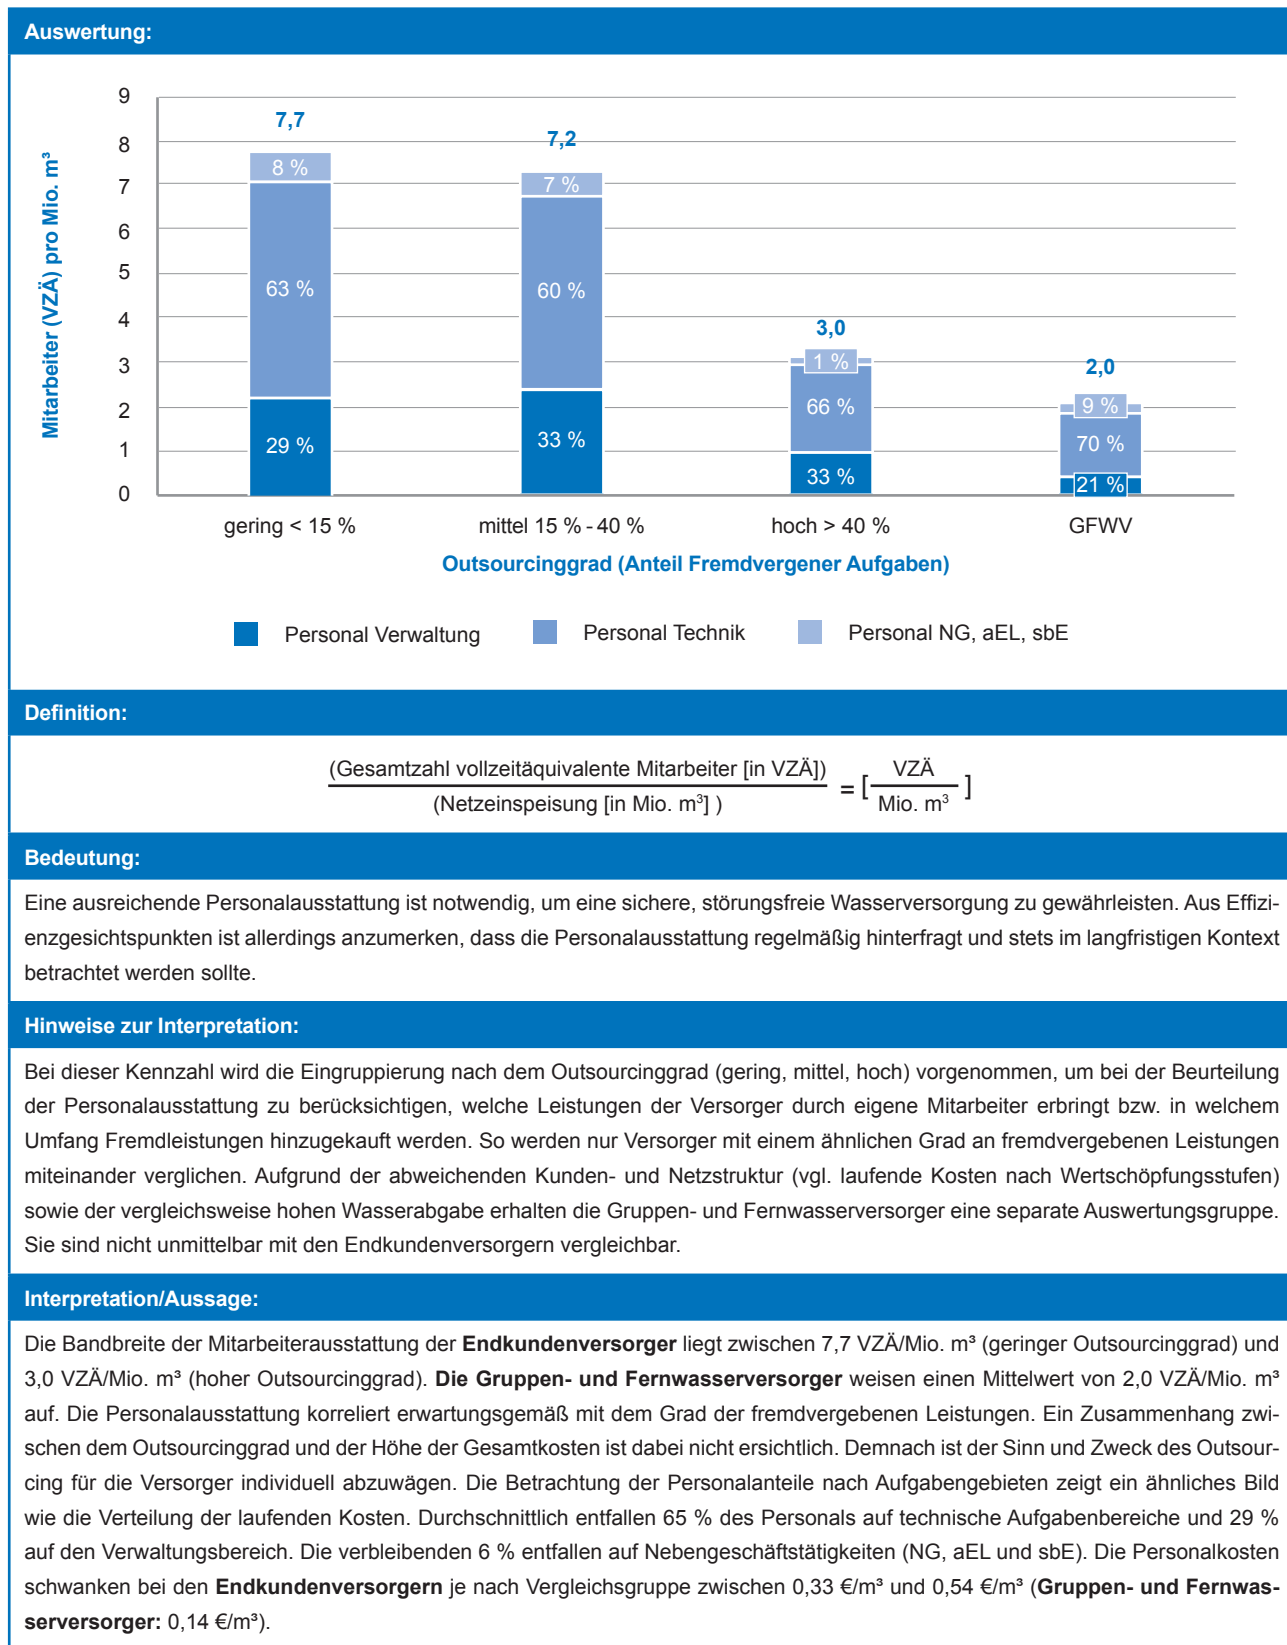 Auswertung:
Mitarbeiter (VZÄ) pro Mio. m³
9
8
7
6
5
4
3
2
1
0
7,7
8 %
63 %
29 %
7,2
7 %
60 %
33 %
3,0
1 %
66 %
33 %
2,0
9 %
70 %
21 %
gering < 15 %
mittel 15 % - 40 %
hoch > 40 %
GFWV
Outsourcinggrad (Anteil Fremdvergener Aufgaben)
Personal Verwaltung
Personal Technik
Personal NG, aEL, sbE
Definition:
(Gesamtzahl vollzeitäquivalente Mitarbeiter [in VZÄ])
(Netzeinspeisung [in Mio. m³] )
= [ VZÄ
Mio. m³ ]
Bedeutung:
Eine ausreichende Personalausstattung ist notwendig, um eine sichere, störungsfreie Wasserversorgung zu gewährleisten. Aus Effizi-
enzgesichtspunkten ist allerdings anzumerken, dass die Personalausstattung regelmäßig hinterfragt und stets im langfristigen Kontext
betrachtet werden sollte.
Hinweise zur Interpretation:
Bei dieser Kennzahl wird die Eingruppierung nach dem Outsourcinggrad (gering, mittel, hoch) vorgenommen, um bei der Beurteilung
der Personalausstattung zu berücksichtigen, welche Leistungen der Versorger durch eigene Mitarbeiter erbringt bzw. in welchem
Umfang Fremdleistungen hinzugekauft werden. So werden nur Versorger mit einem ähnlichen Grad an fremdvergebenen Leistungen
miteinander verglichen. Aufgrund der abweichenden Kunden- und Netzstruktur (vgl. laufende Kosten nach Wertschöpfungsstufen)
sowie der vergleichsweise hohen Wasserabgabe erhalten die Gruppen- und Fernwasserversorger eine separate Auswertungsgruppe.
Sie sind nicht unmittelbar mit den Endkundenversorgern vergleichbar.
Interpretation/Aussage:
Die Bandbreite der Mitarbeiterausstattung der Endkundenversorger liegt zwischen 7,7 VZÄ/Mio. m³ (geringer Outsourcinggrad) und
3,0 VZÄ/Mio. m³ (hoher Outsourcinggrad). Die Gruppen- und Fernwasserversorger weisen einen Mittelwert von 2,0 VZÄ/Mio. m³
auf. Die Personalausstattung korreliert erwartungsgemäß mit dem Grad der fremdvergebenen Leistungen. Ein Zusammenhang zwi-
schen dem Outsourcinggrad und der Höhe der Gesamtkosten ist dabei nicht ersichtlich. Demnach ist der Sinn und Zweck des Outsour-
cing für die Versorger individuell abzuwägen. Die Betrachtung der Personalanteile nach Aufgabengebieten zeigt ein ähnliches Bild
wie die Verteilung der laufenden Kosten. Durchschnittlich entfallen 65 % des Personals auf technische Aufgabenbereiche und 29 %
auf den Verwaltungsbereich. Die verbleibenden 6 % entfallen auf Nebengeschäftstätigkeiten (NG, aEL und sbE). Die Personalkosten
schwanken bei den Endkundenversorgern je nach Vergleichsgruppe zwischen 0,33 €/m³ und 0,54 €/m³ (Gruppen- und Fernwas-
serversorger: 0,14 €/m³).